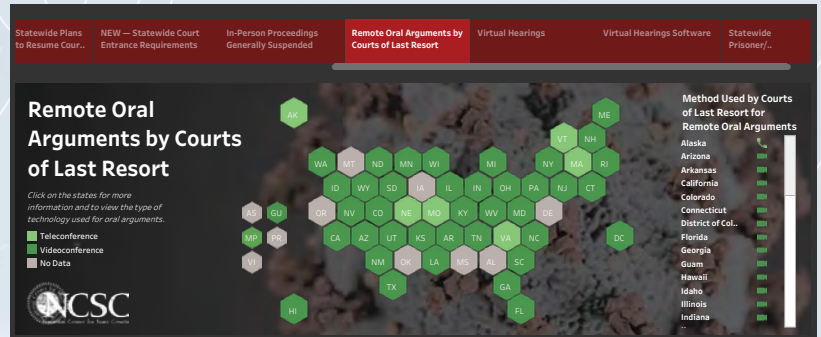 Statewide Plans
to Resume Cour..
NEW — Statewide Court
Entrance Requirements
In-Person Proceedings
Generally Suspended
Remote Oral Arguments by
Courts of Last Resort
Virtual Hearings
Virtual Hearings Software
Statewide
Prisoner/..
Remote Oral
Arguments by Courts
of Last Resort
Click on the states for more
information and to view the type of
technology used for oral arguments.
Teleconference
Videoconference
No Data
NCSC
National Center for State Courts
AK ME
VT NH
WA MT ND MN WI MI NY MA RI
ID WY SD IA IL IN OH PA NJ CT
AS GU OR NV CO NE MO KY WV MD DE
MP PR CA AZ UT KS AR TN VA NC DC
VI NM OK LA MS AL SC
TX GA
HI FL
Method Used by Courts
of Last Resort for
Remote Oral Arguments
Alaska
Arizona
Arkansas
California
Colorado
Connecticut
District of Col..
Florida
Georgia
Guam
Hawaii
Idaho
Illinois
Indiana